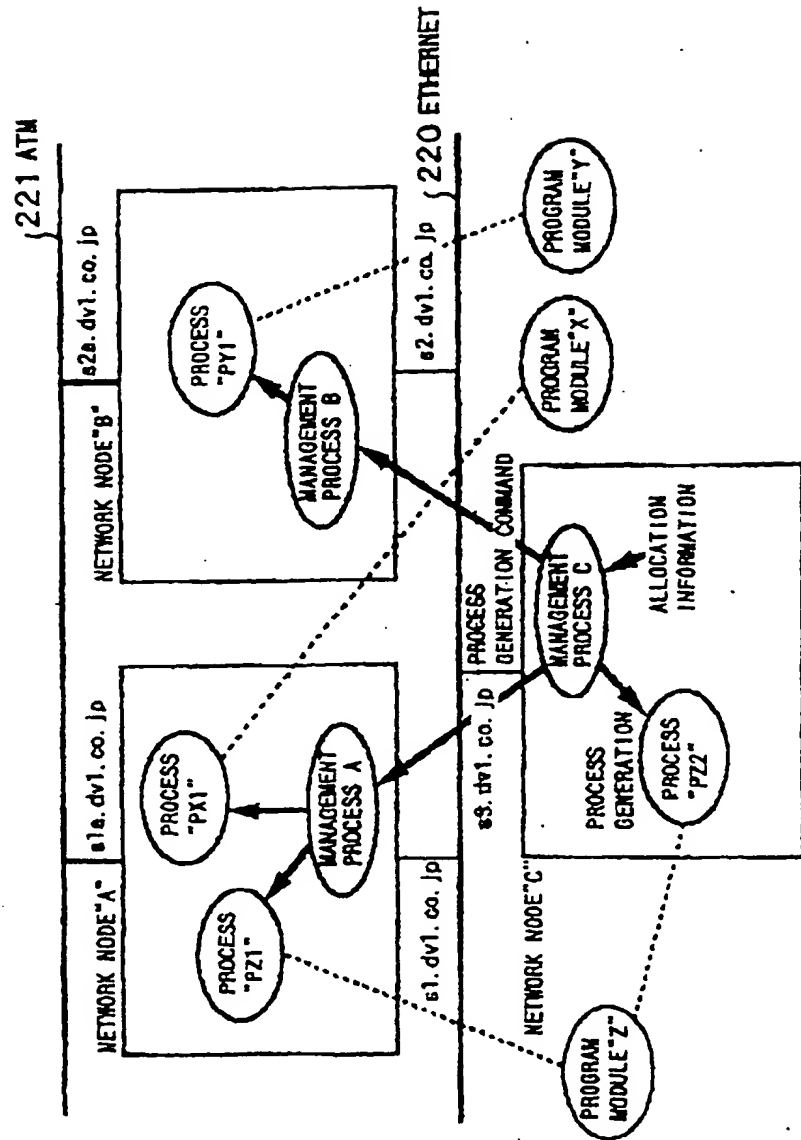 221 ATM
NETWORK NODE"A"
s1a.dv1.co.jp
NETWORK NODE"B"
s2a.dv1.co.jp
PROCESS
"PZ1"
PROCESS
"PX1"
MANAGEMENT
PROCESS A
PROCESS
"PY1"
MANAGEMENT
PROCESS B
s1.dv1.co.jp
s2.dv1.co.jp
220 ETHERNET
NETWORK NODE"C"
s3.dv1.co.jp
PROCESS
GENERATION COMMAND
MANAGEMENT
PROCESS C
PROCESS
GENERATION
PROCESS
"PZ2"
ALLOCATION
INFORMATION
PROGRAM
MODULE"Z"
PROGRAM
MODULE"X"
PROGRAM
MODULE"Y"